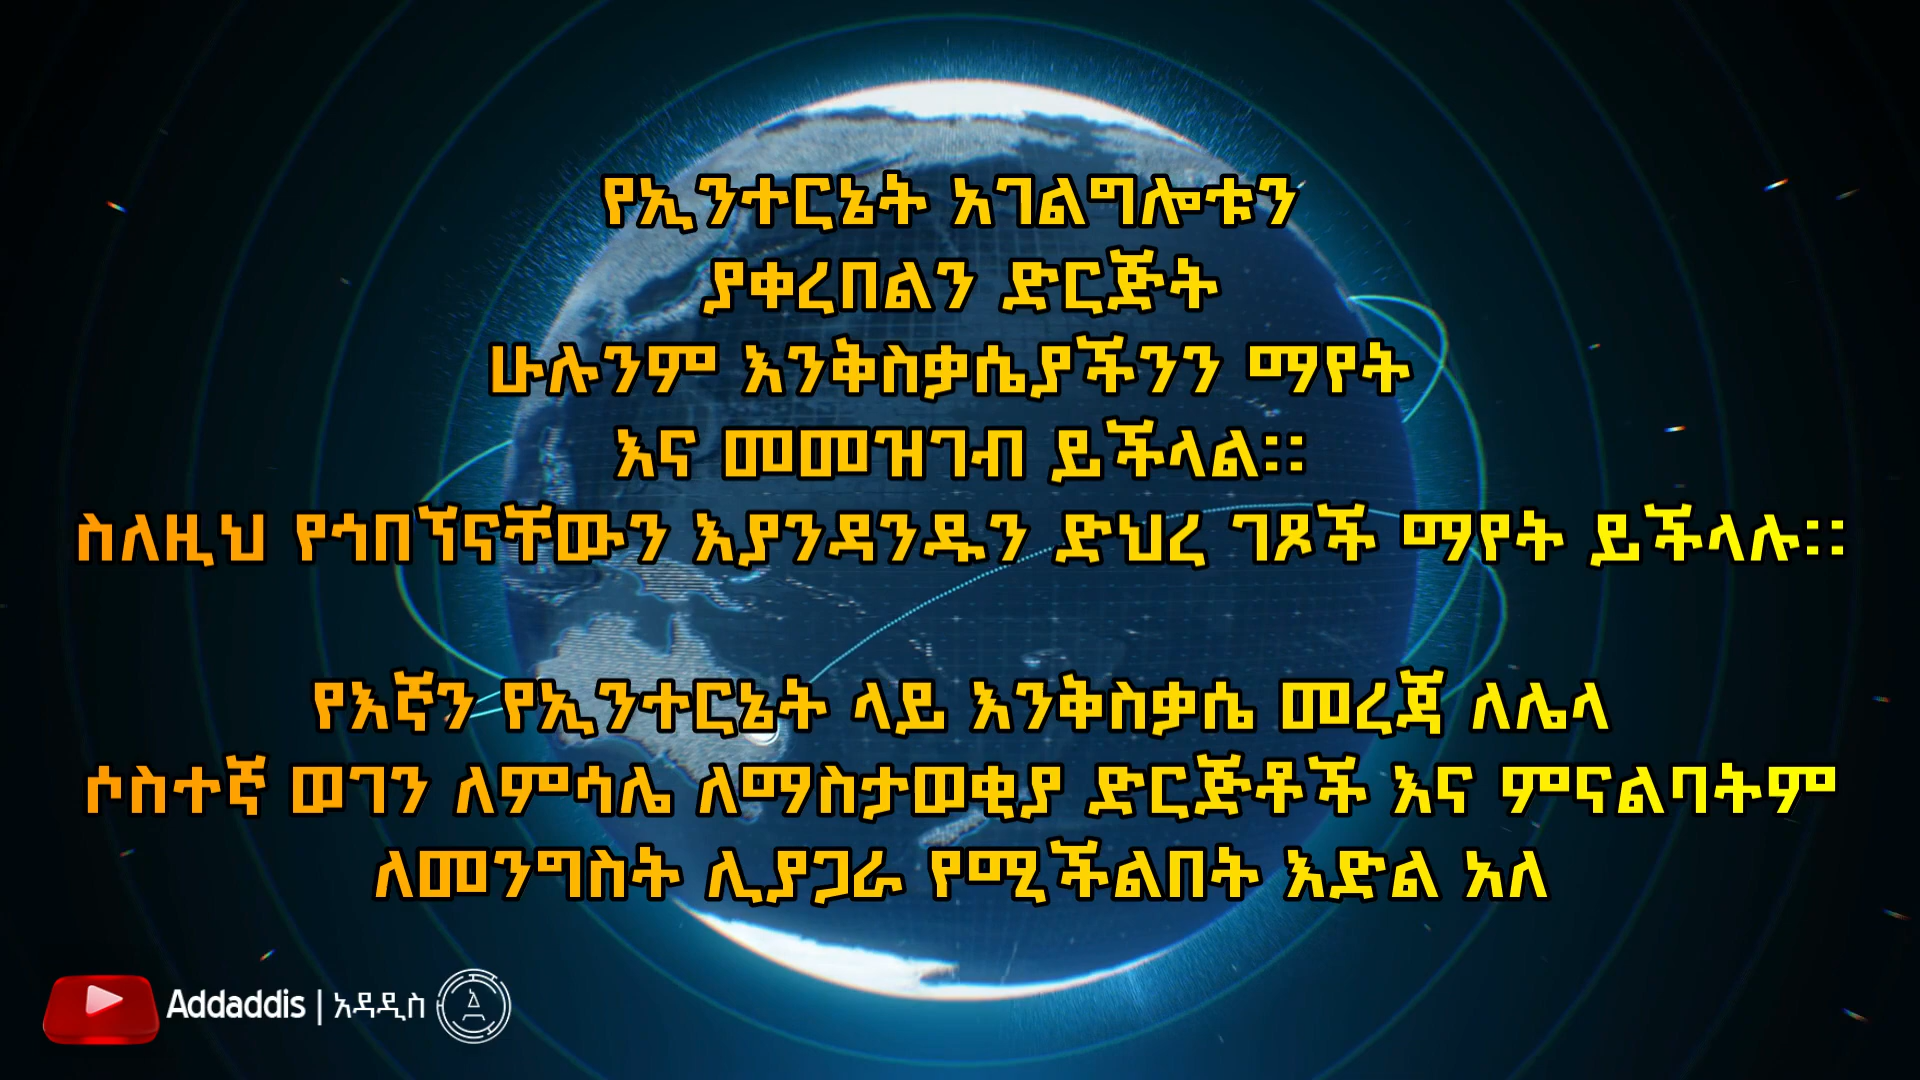 የኢንተርኔት አገልግሎቱን
ያቀረበልን ድርጅት
ሁሉንም እንቅስቃሴያችንን ማየት
እና መመዝገብ ይችላል፡፡
ስለዚህ የጎበኘናቸውን እያንዳንዱን ድህረ ገጾች ማየት ይችላሉ፡፡
የእኛን የኢንተርኔት ላይ እንቅስቃሴ መረጃ ለሌላ
ሶስተኛ ወገን ለምሳሌ ለማስታወቂያ ድርጅቶች እና ምናልባትም
ለመንግስት ሊያጋራ የሚችልበት እድል አለ
Addaddis | አዳዲስ